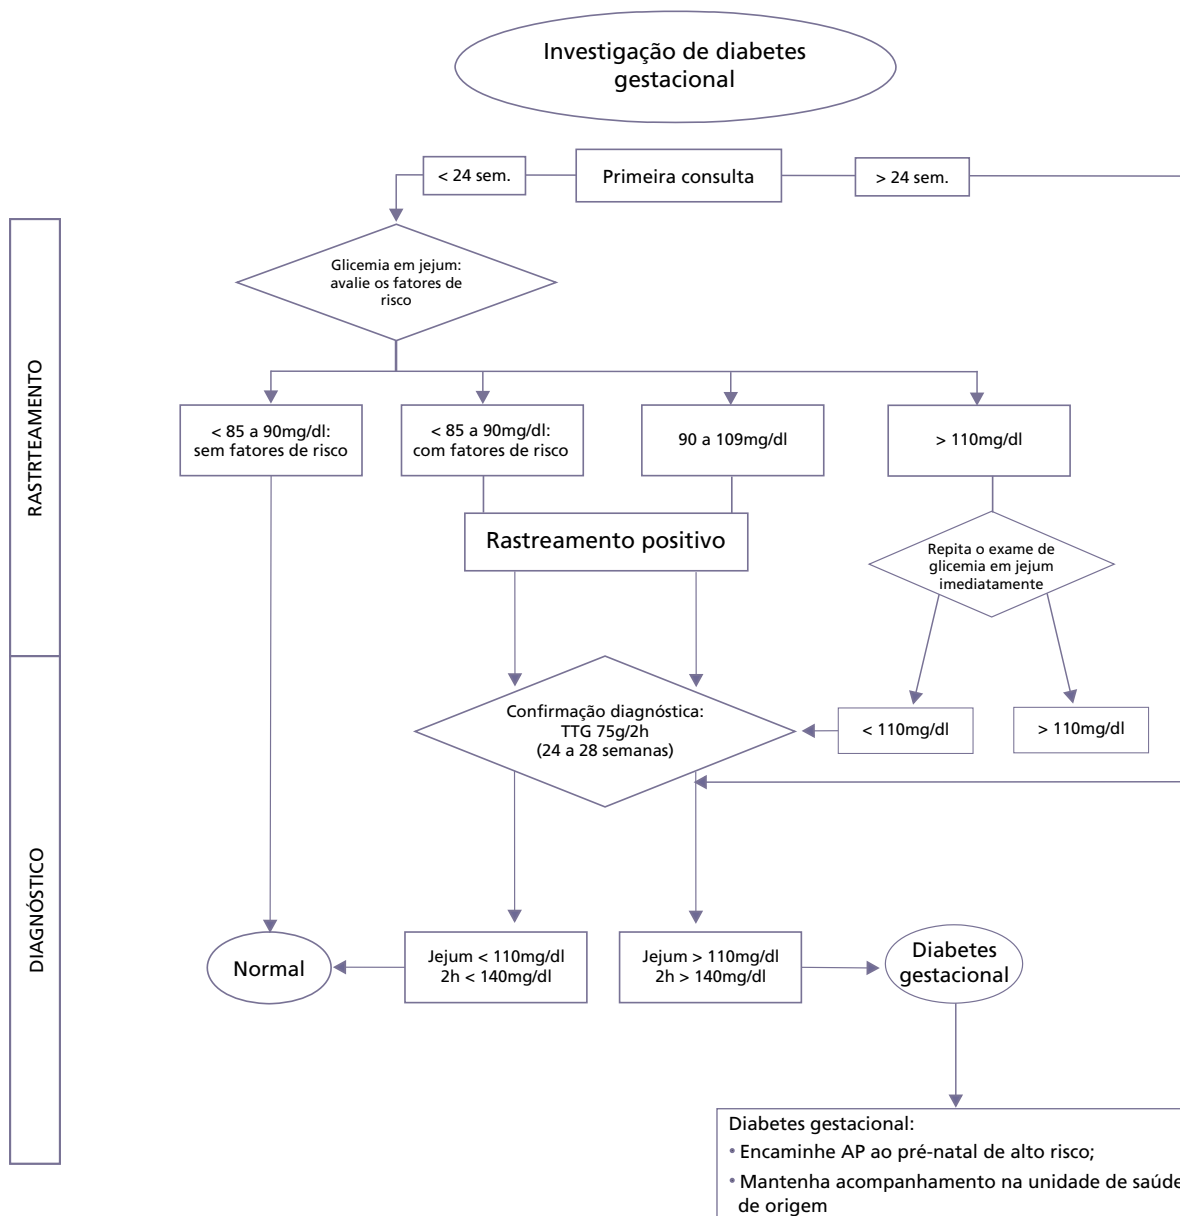 Investigação de diabetes
gestacional
< 24 sem.
Primeira consulta
> 24 sem.
RASTRTEAMENTO
Glicemia em jejum:
avalie os fatores de
risco
< 85 a 90mg/dl:
sem fatores de risco
< 85 a 90mg/dl:
com fatores de risco
90 a 109mg/dl
> 110mg/dl
Rastreamento positivo
Repita o exame de
glicemia em jejum
imediatamente
DIAGNÓSTICO
Confirmação diagnóstica:
TTG 75g/2h
(24 a 28 semanas)
< 110mg/dl
> 110mg/dl
Normal
Jejum < 110mg/dl
2h < 140mg/dl
Jejum > 110mg/dl
2h > 140mg/dl
Diabetes
gestacional
Diabetes gestacional:
• Encaminhe AP ao pré-natal de alto risco;
• Mantenha acompanhamento na unidade de saúde
de origem